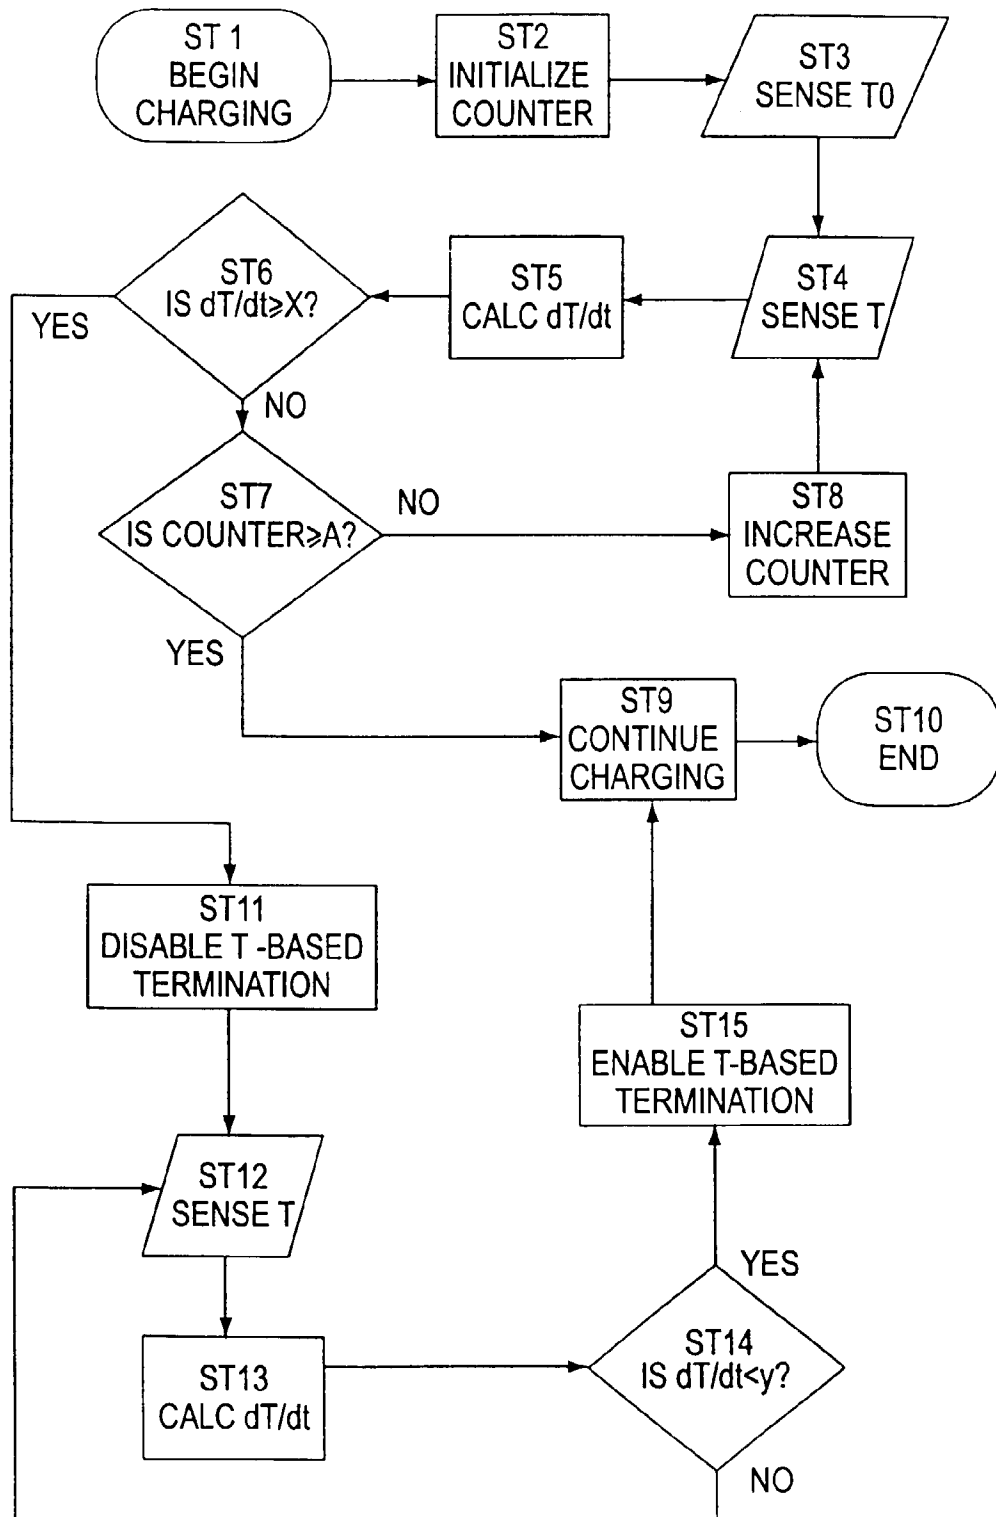 ST 1
BEGIN
CHARGING
ST2
INITIALIZE
COUNTER
ST3
SENSE T0
ST6
IS dT/dt⩾X?
ST5
CALC dT/dt
ST4
SENSE T
YES
NO
ST7
IS COUNTER⩾A?
NO
ST8
INCREASE
COUNTER
YES
ST9
CONTINUE
CHARGING
ST10
END
ST11
DISABLE T -BASED
TERMINATION
ST15
ENABLE T-BASED
TERMINATION
ST12
SENSE T
YES
ST13
CALC dT/dt
ST14
IS dT/dt<y?
NO